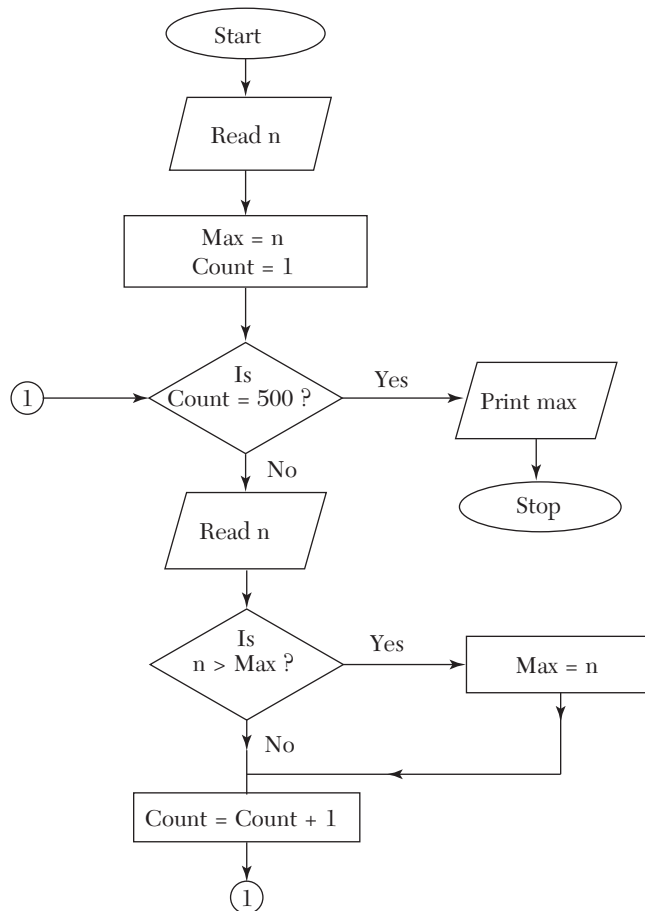 Start
Read n
Max = n
Count = 1
Is
Count = 500 ?
Yes
Print max
1
No
Stop
Read n
Is
n > Max ?
Yes
Max = n
No
Count = Count + 1
1